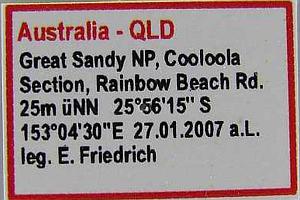 Australia - QLD
Great Sandy NP, Cooloola
Section, Rainbow Beach Rd.
25m üNN 25°56'15" S
153°04'30"E 27.01.2007 a.L.
leg. E. Friedrich